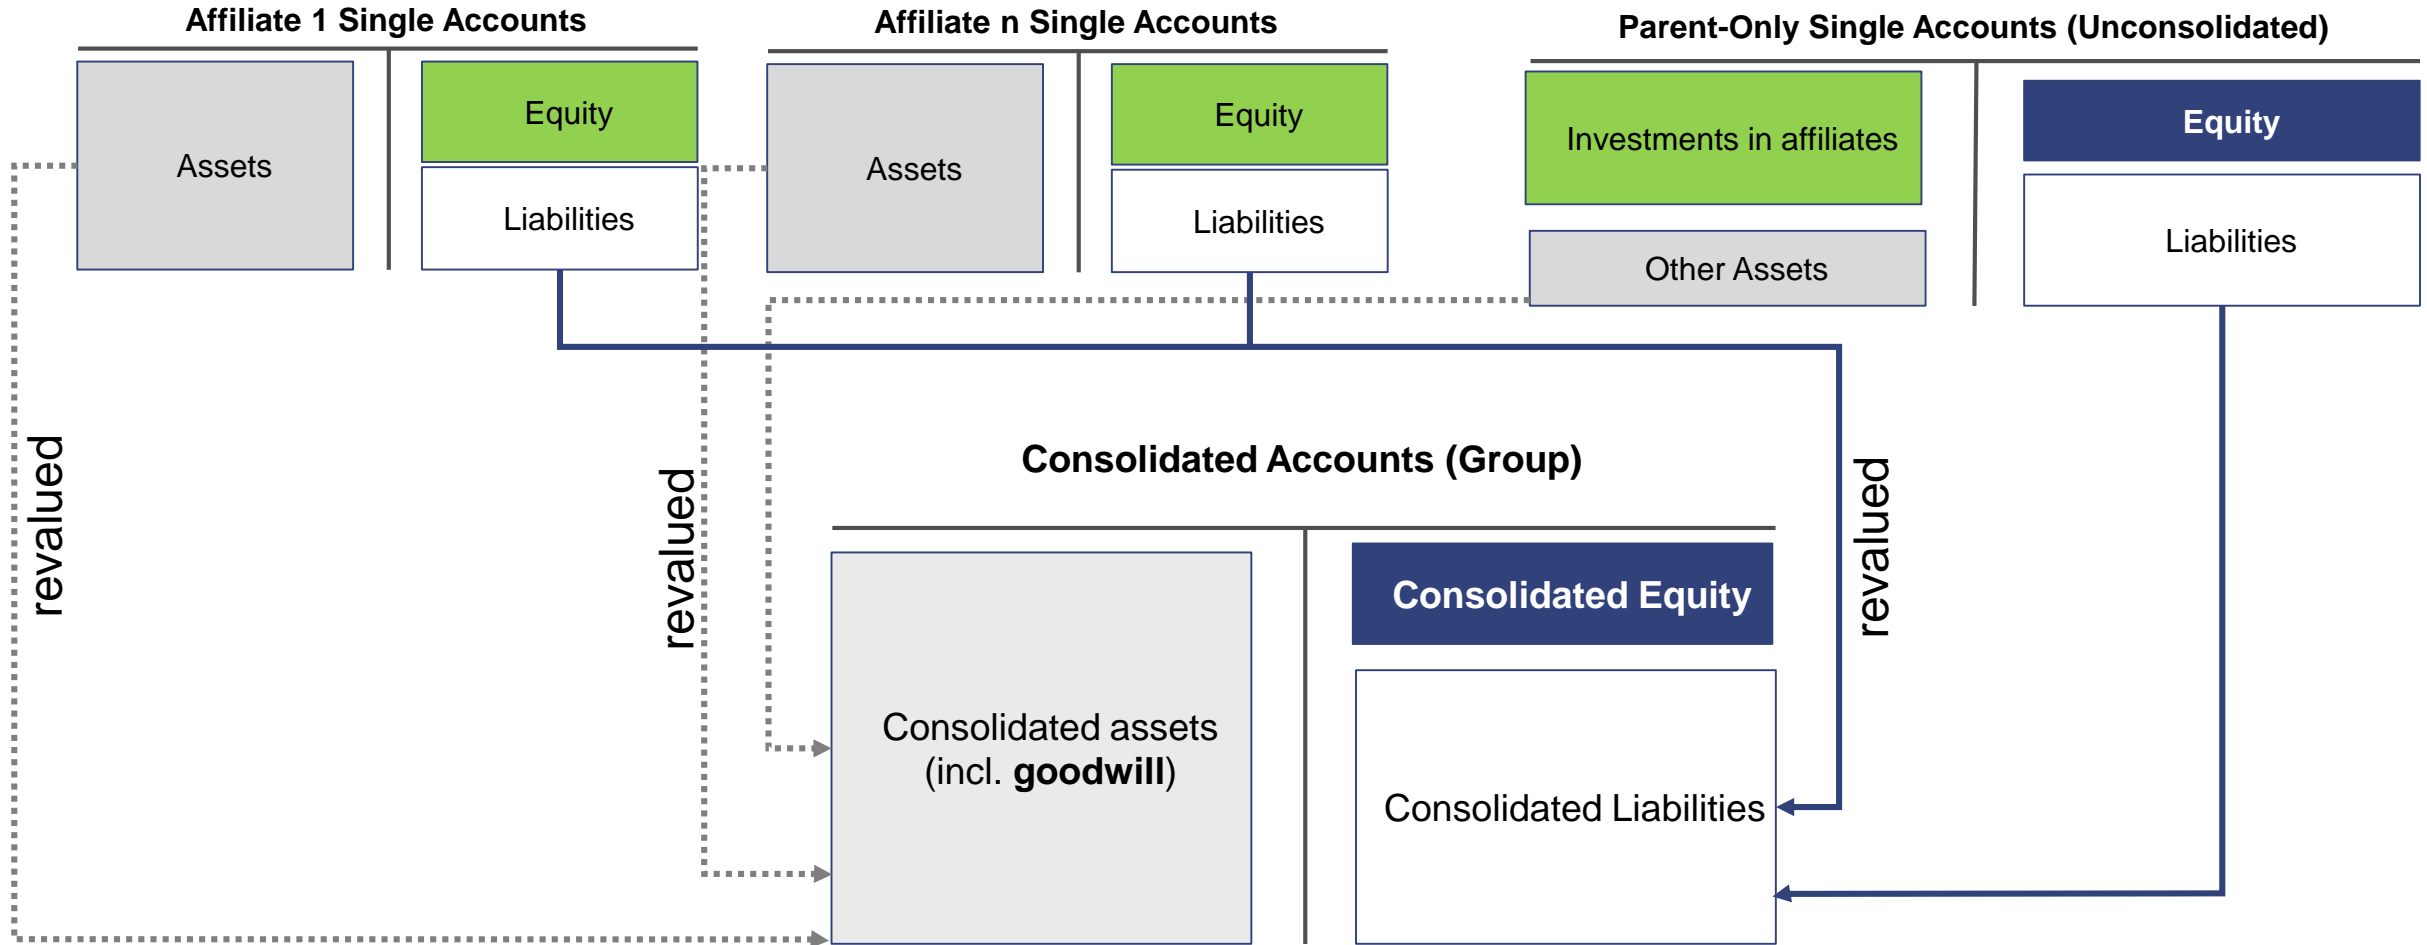 Affiliate 1 Single Accounts
Assets
Equity
Liabilities
Affiliate n Single Accounts
Assets
Equity
Liabilities
Parent-Only Single Accounts (Unconsolidated)
Investments in affiliates
Other Assets
Equity
Liabilities
revalued
revalued
revalued
Consolidated Accounts (Group)
Consolidated assets
(incl. goodwill)
Consolidated Equity
Consolidated Liabilities